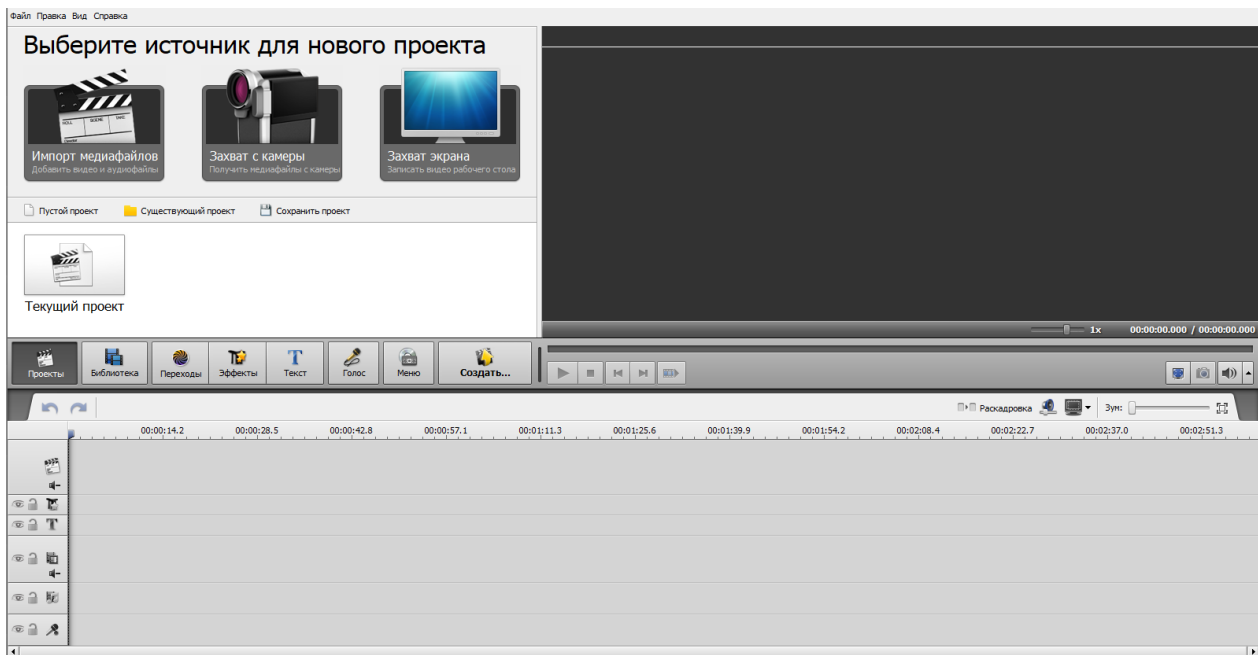 Файл Правка Вид Справка
Выберите источник для нового проекта
Импорт медиафайлов
Добавить видео и аудиофайлы
Захват с камеры
Получить медиафайлы с камеры
Захват экрана
Записать видео рабочего стола
Пустой проект Существующий проект Сохранить проект
Текущий проект
1x 00:00:00.000 / 00:00:00.000
Проекты Библиотека Переходы Эффекты Текст Голос Меню Создать...
Раскадровка Зум:
00:00:14.2 00:00:28.5 00:00:42.8 00:00:57.1 00:01:11.3 00:01:25.6 00:01:39.9 00:01:54.2 00:02:08.4 00:02:22.7 00:02:37.0 00:02:51.3